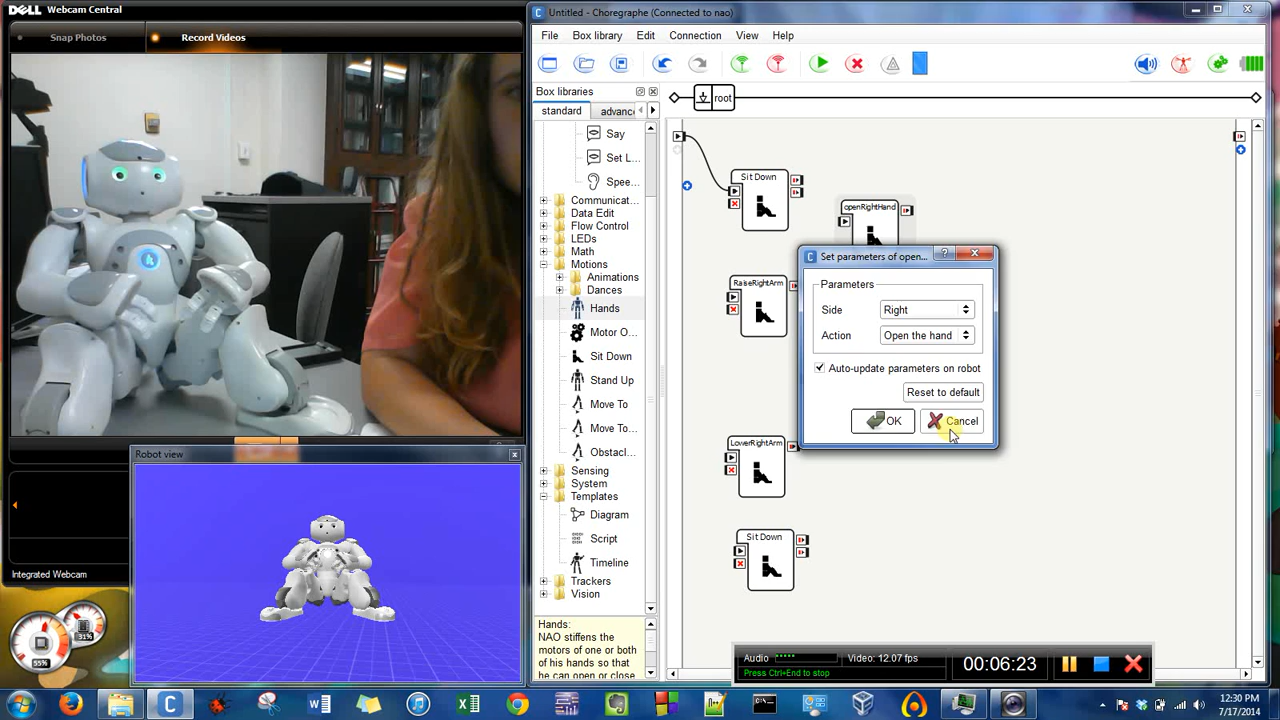 DELL Webcam Central
Snap Photos
Record Videos
Integrated Webcam
Robot view
55%
31%
Untitled - Choregraphe (Connected to nao)
File Box library Edit Connection View Help
Box libraries
standard
advanc
root
Say
Set L...
Spee...
Communicat...
Data Edit
Flow Control
LEDs
Math
Motions
Animations
Dances
Hands
Motor O...
Sit Down
Stand Up
Move To
Move To...
Obstacl...
Sensing
System
Templates
Diagram
Script
Timeline
Trackers
Vision
Hands:
NAO stiffens the
motors of one or both
of his hands so that
he can open or close
Sit Down
openRightHand
RaiseRightArm
LowerRightArm
Sit Down
Set parameters of open...
Parameters
Side Right
Action Open the hand
Auto-update parameters on robot
Reset to default
OK
Cancel
Audio
Video: 12.07 fps
Press Ctrl+End to stop
00:06:23
12:30 PM
7/17/2014